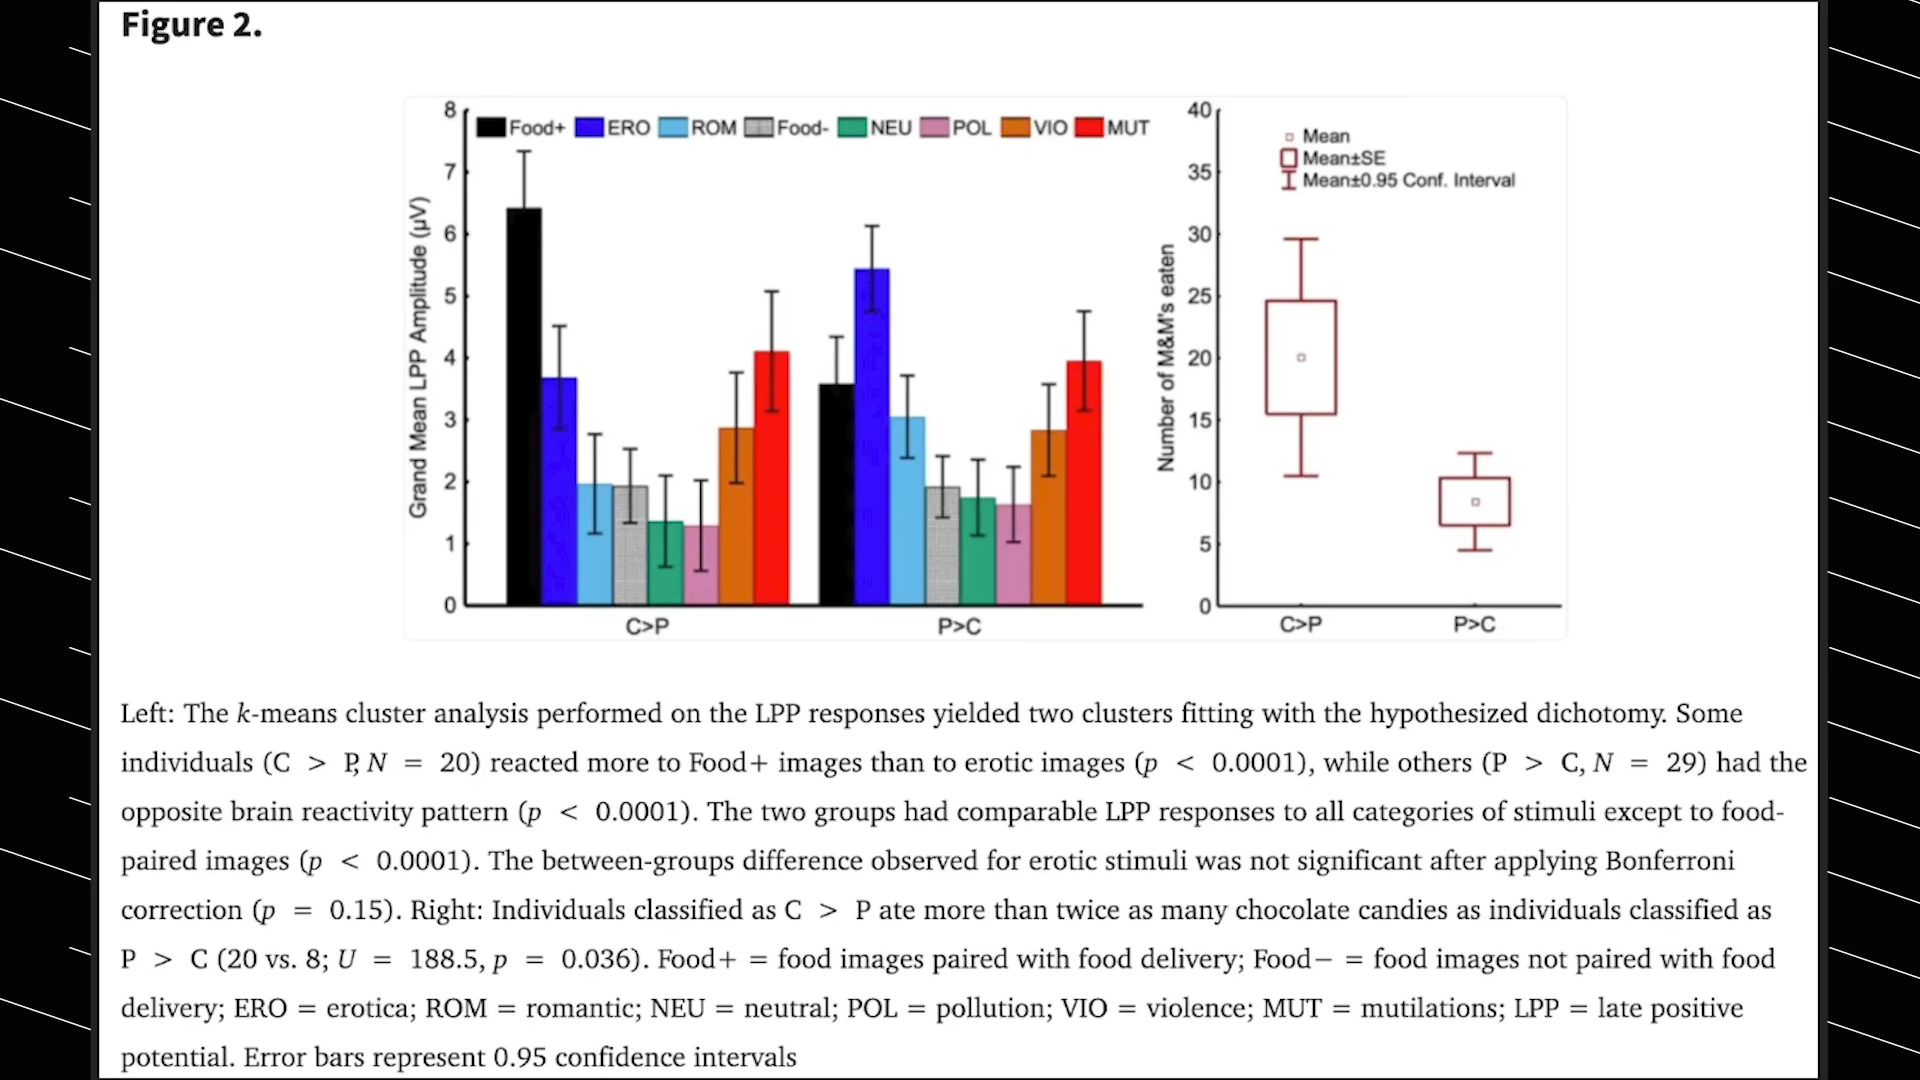 Figure 2.
Grand Mean LPP Amplitude (μV)
8
7
6
5
4
3
2
1
0
Food+ ERO ROM Food- NEU POL VIO MUT
C>P P>C
Number of M&M's eaten
40
35
30
25
20
15
10
5
0
Mean
Mean±SE
Mean±0.95 Conf. Interval
C>P P>C
Left: The k-means cluster analysis performed on the LPP responses yielded two clusters fitting with the hypothesized dichotomy. Some
individuals (C > P, N = 20) reacted more to Food+ images than to erotic images (p < 0.0001), while others (P > C, N = 29) had the
opposite brain reactivity pattern (p < 0.0001). The two groups had comparable LPP responses to all categories of stimuli except to food-
paired images (p < 0.0001). The between-groups difference observed for erotic stimuli was not significant after applying Bonferroni
correction (p = 0.15). Right: Individuals classified as C > P ate more than twice as many chocolate candies as individuals classified as
P > C (20 vs. 8; U = 188.5, p = 0.036). Food+ = food images paired with food delivery; Food− = food images not paired with food
delivery; ERO = erotica; ROM = romantic; NEU = neutral; POL = pollution; VIO = violence; MUT = mutilations; LPP = late positive
potential. Error bars represent 0.95 confidence intervals